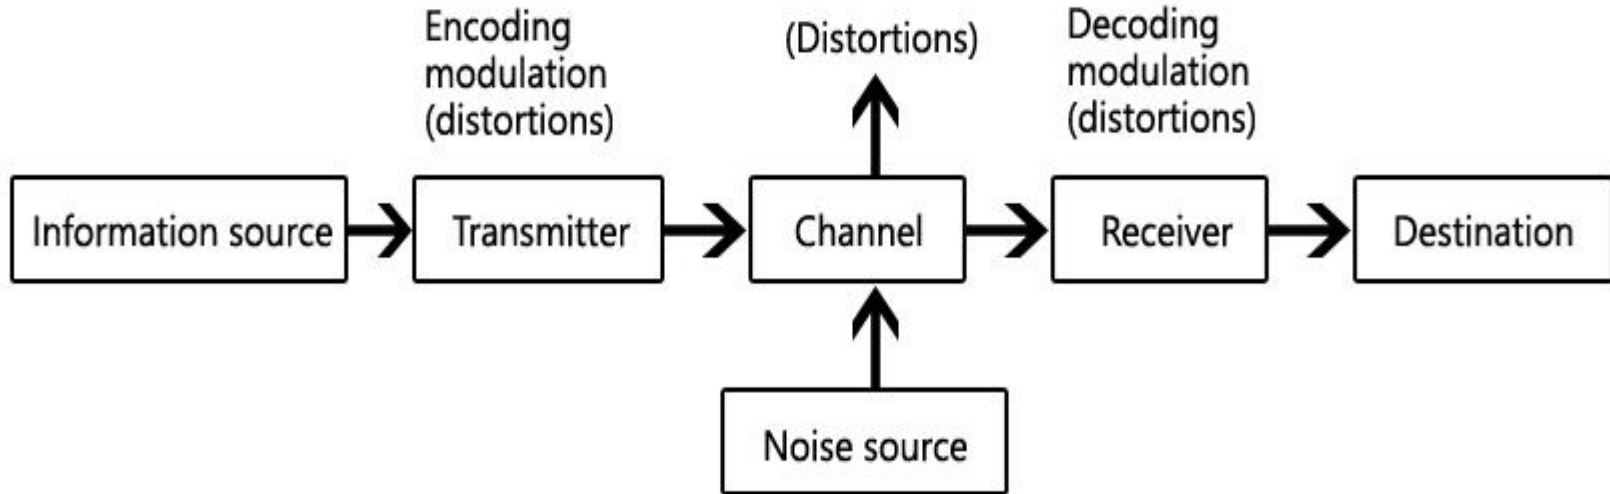 Encoding
modulation
(distortions)
(Distortions)
Decoding
modulation
(distortions)
Information source
Transmitter
Channel
Receiver
Destination
Noise source